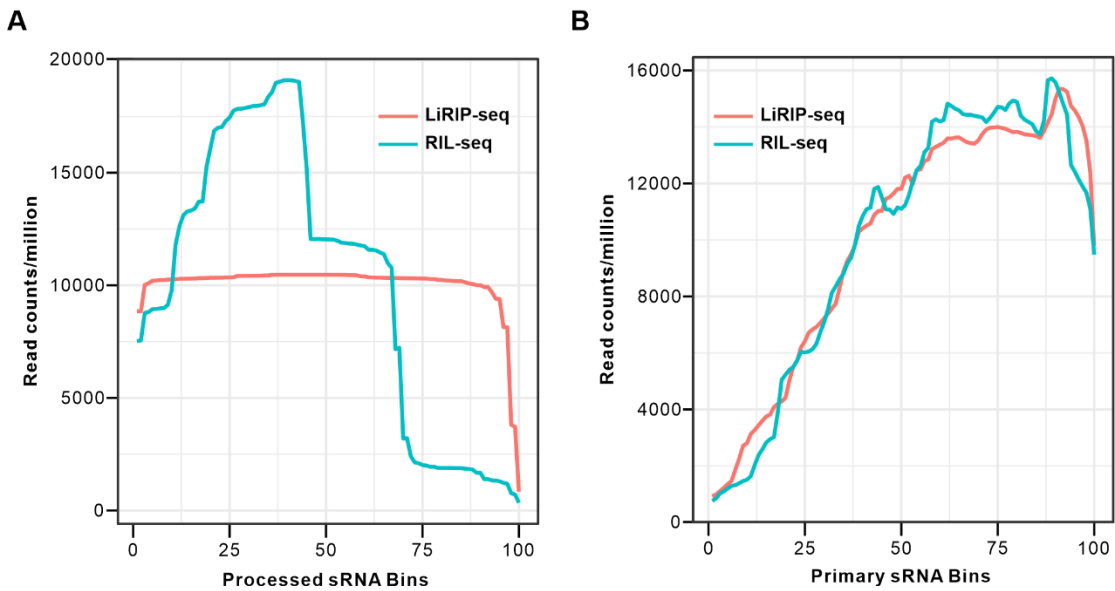 A
20000
15000
10000
5000
0
Read counts/million
LiRIP-seq
RIL-seq
0 25 50 75 100
Processed sRNA Bins
B
16000
12000
8000
4000
0
Read counts/million
LiRIP-seq
RIL-seq
0 25 50 75 100
Primary sRNA Bins